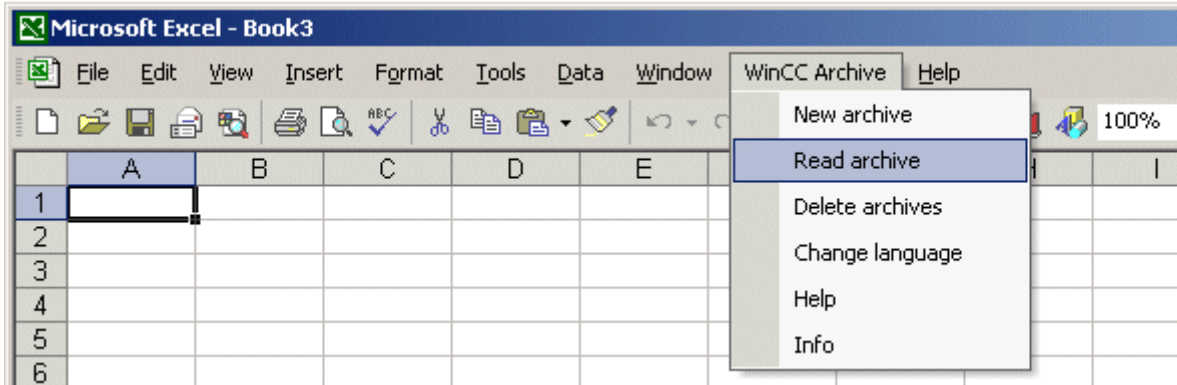 Microsoft Excel - Book3
File Edit View Insert Format Tools Data Window WinCC Archive Help
ABC 100%
New archive
Read archive
Delete archives
Change language
Help
Info
A B C D E H I
1
2
3
4
5
6